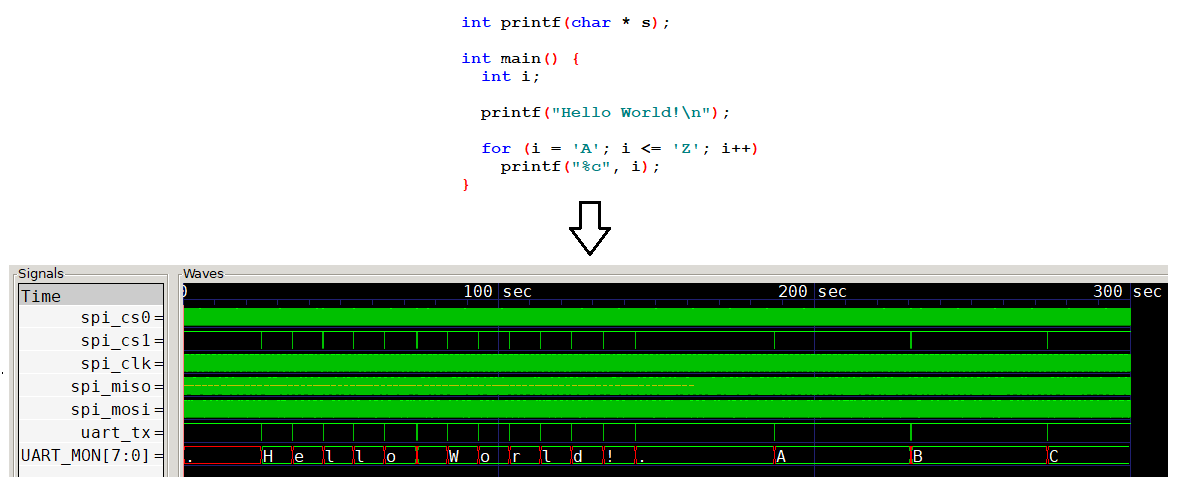 int printf(char * s);
int main() {
int i;
printf("Hello World!\n");
for (i = 'A'; i <= 'Z'; i++)
printf("%c", i);
}
Signals
Waves
Time
0 100 sec 200 sec 300 sec
spi_cs0=
spi_cs1=
spi_clk=
spi_miso=
spi_mosi=
uart_tx=
UART_MON[7:0]= . H e l l o W o r l d ! . A B C